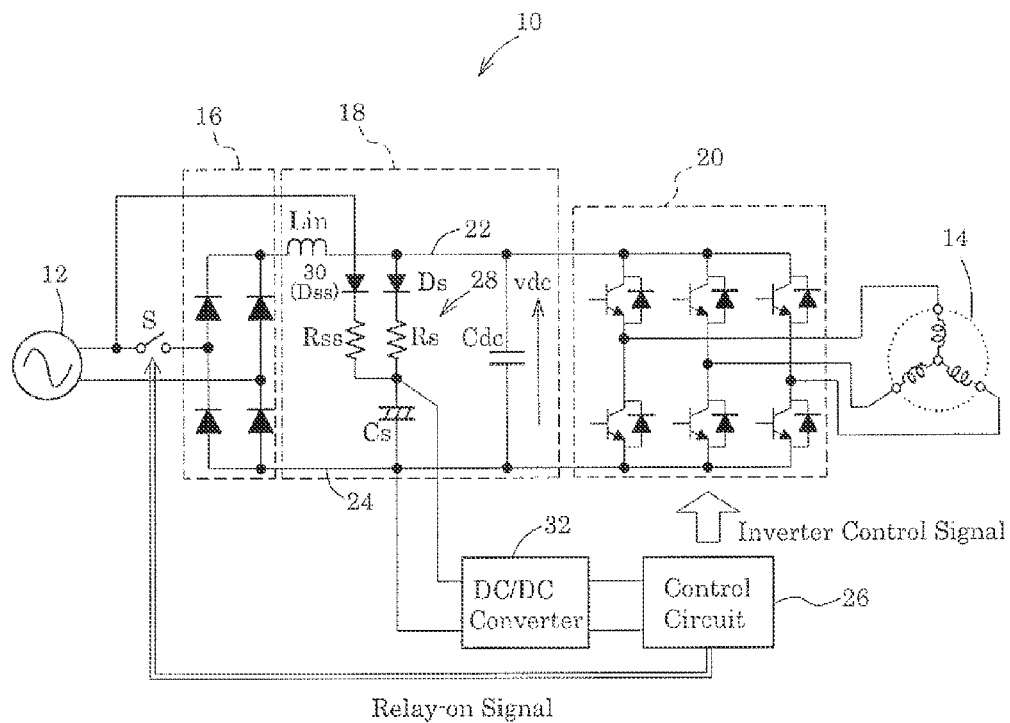 10
16
18
20
Lin
22
14
12
30
(Dss)
Ds
28
vdc
S
Rss
Rs
Cdc
Cs
24
Inverter Control Signal
32
DC/DC
Converter
Control
Circuit
26
Relay-on Signal